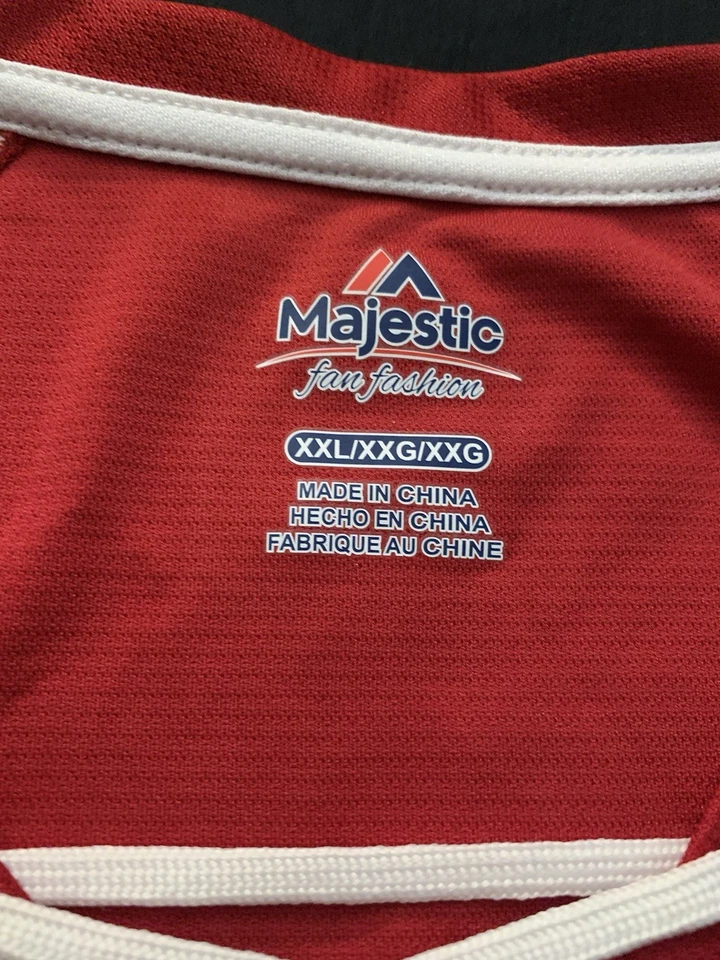 Majestic
fan fashion
XXL/XXG/XXG
MADE IN CHINA
HECHO EN CHINA
FABRIQUE AU CHINE